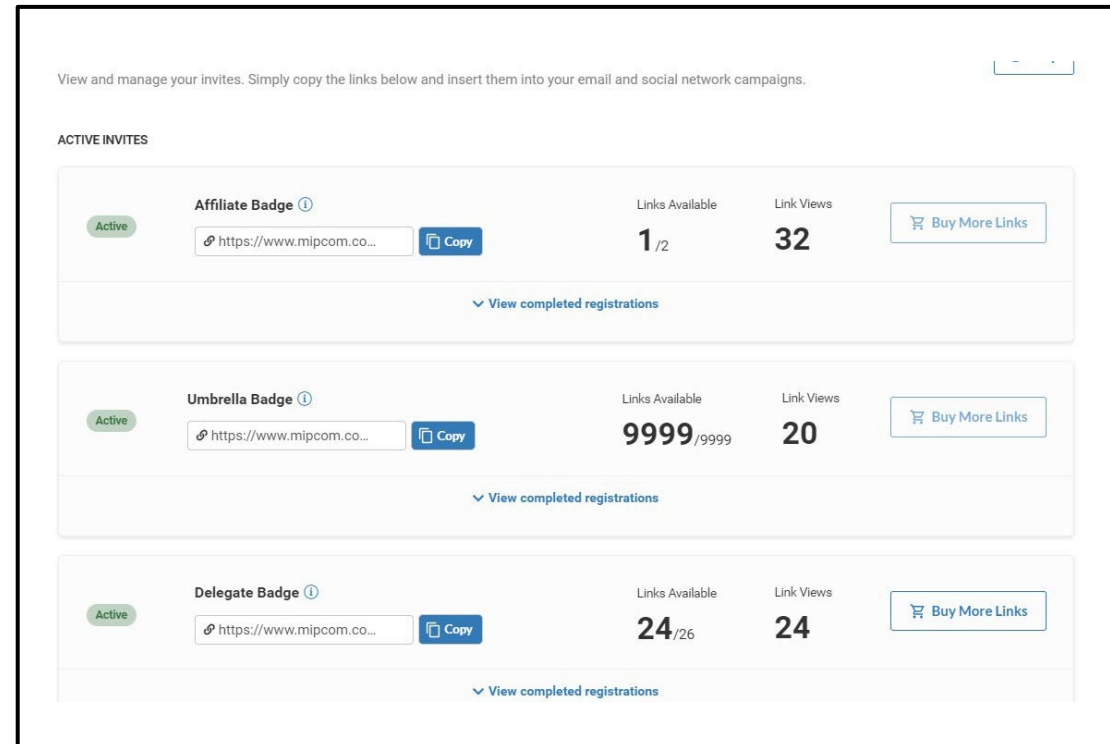 View and manage your invites. Simply copy the links below and insert them into your email and social network campaigns.
ACTIVE INVITES
Active
Affiliate Badge
https://www.mipcom.co...
Copy
Links Available
1/2
Link Views
32
Buy More Links
View completed registrations
Active
Umbrella Badge
https://www.mipcom.co...
Copy
Links Available
9999/9999
Link Views
20
Buy More Links
View completed registrations
Active
Delegate Badge
https://www.mipcom.co...
Copy
Links Available
24/26
Link Views
24
Buy More Links
View completed registrations